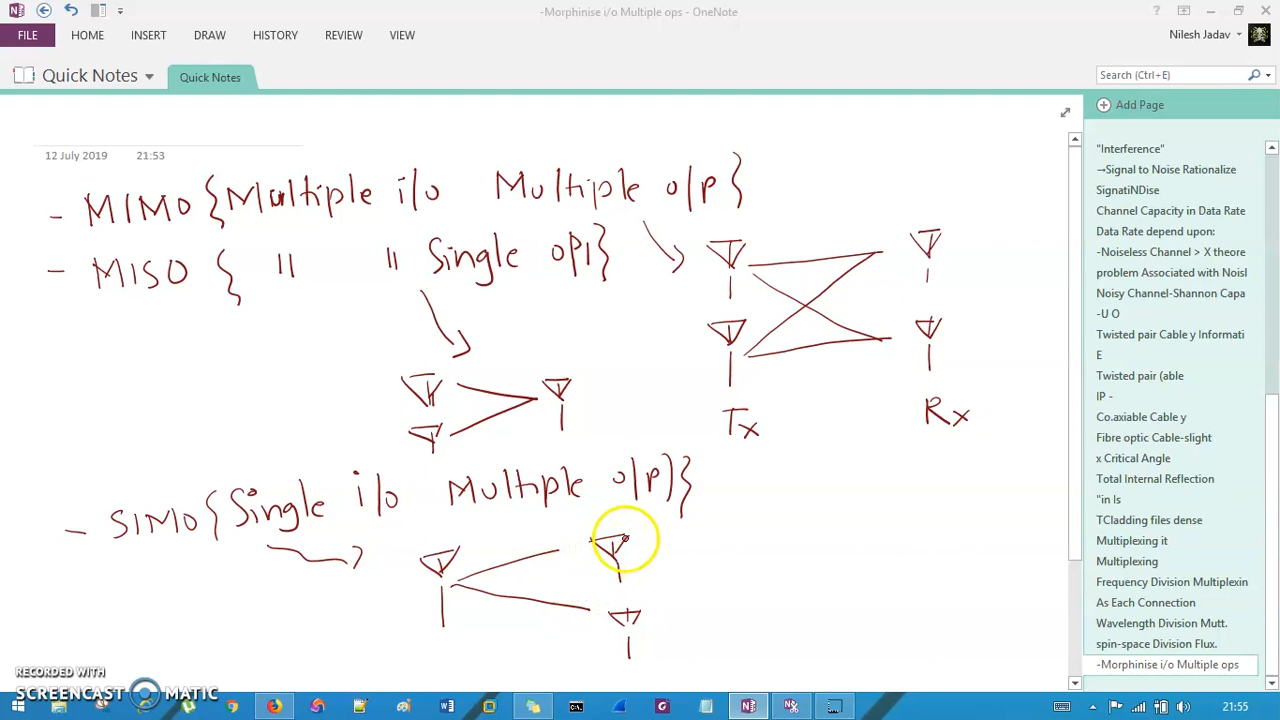 -Morphinise i/o Multiple ops - OneNote
FILE HOME INSERT DRAW HISTORY REVIEW VIEW
Nilesh Jadav
Quick Notes
Quick Notes
Search (Ctrl+E)
Add Page
12 July 2019 21:53
- MIMO {Multiple i/o Multiple o/p}
- MISO { " " Single op}
Tx Rx
- SIMO {Single i/o Multiple o/p)}
"Interference"
→Signal to Noise Rationalize
SignatiNDise
Channel Capacity in Data Rate
Data Rate depend upon:
-Noiseless Channel > X theore
problem Associated with Noisl
Noisy Channel-Shannon Capa
-U O
Twisted pair Cable y Informati
E
Twisted pair (able
IP -
Co.axiable Cable y
Fibre optic Cable-slight
x Critical Angle
Total Internal Reflection
"in Is
TCladding files dense
Multiplexing it
Multiplexing
Frequency Division Multiplexin
As Each Connection
Wavelength Division Mutt.
spin-space Division Flux.
-Morphinise i/o Multiple ops
RECORDED WITH
SCREENCAST MATIC
21:55